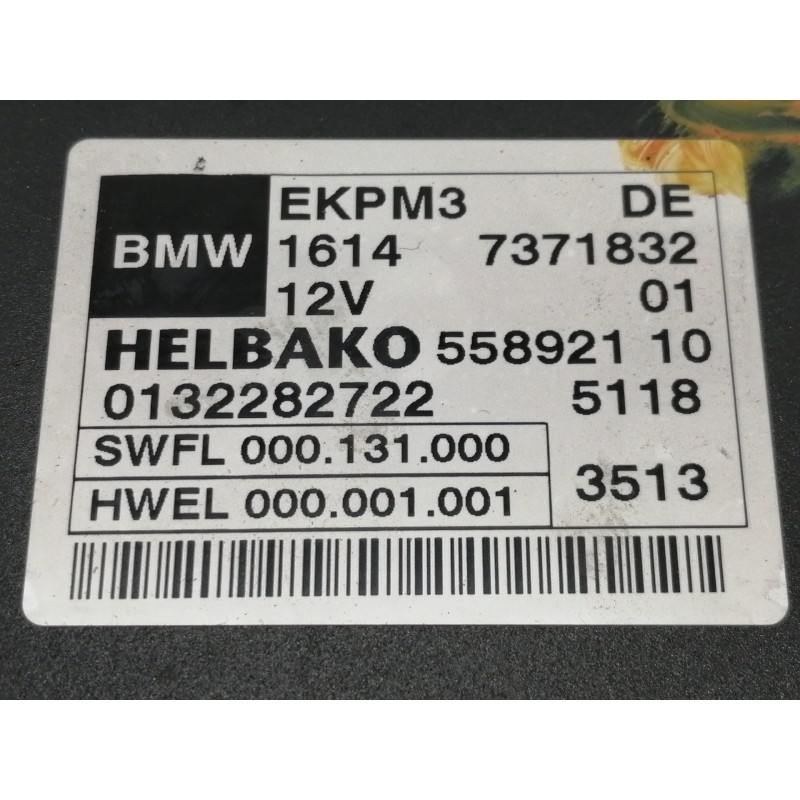 EKPM3 DE
BMW 1614 7371832
12V 01
HELBAKO 558921 10
0132282722 5118
SWFL 000.131.000
HWEL 000.001.001 3513